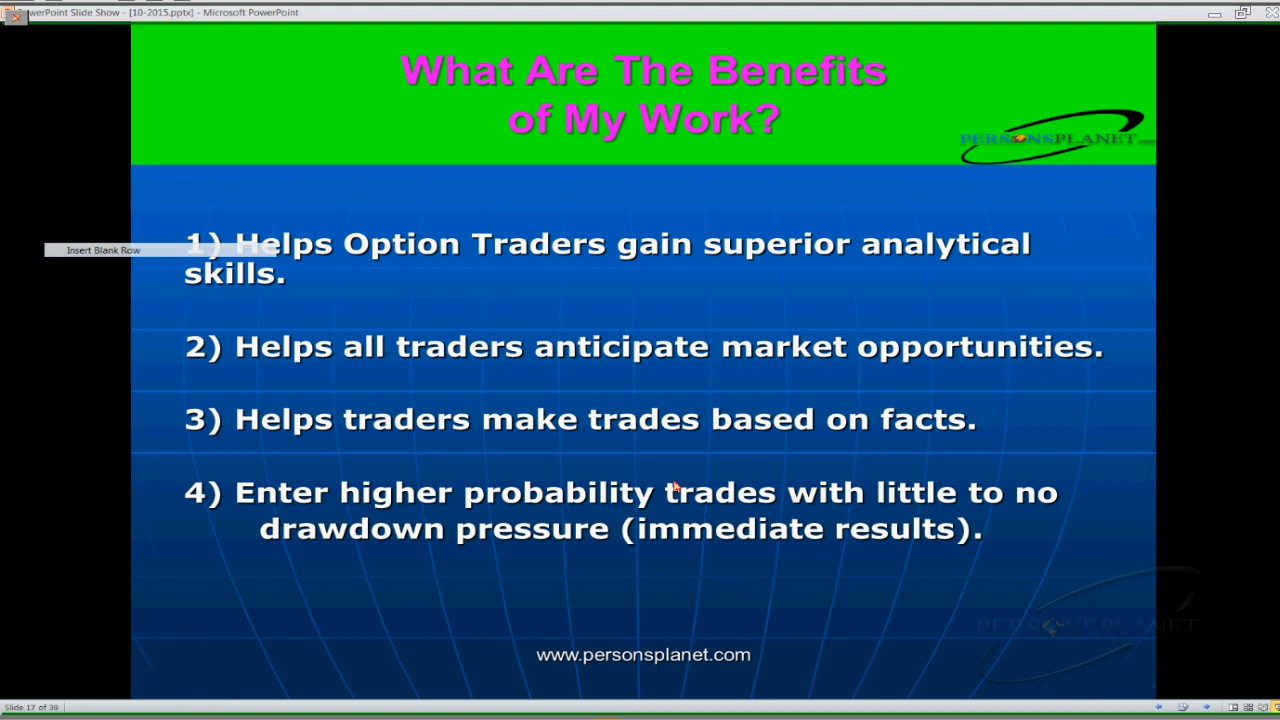 PowerPoint Slide Show - [10-2015.pptx] - Microsoft PowerPoint
What Are The Benefits
of My Work?
PERSONSPLANET.com
1) Helps Option Traders gain superior analytical
Insert Blank Row
skills.
2) Helps all traders anticipate market opportunities.
3) Helps traders make trades based on facts.
4) Enter higher probability trades with little to no
drawdown pressure (immediate results).
PERSONSPLANET
www.personsplanet.com
Slide 17 of 39